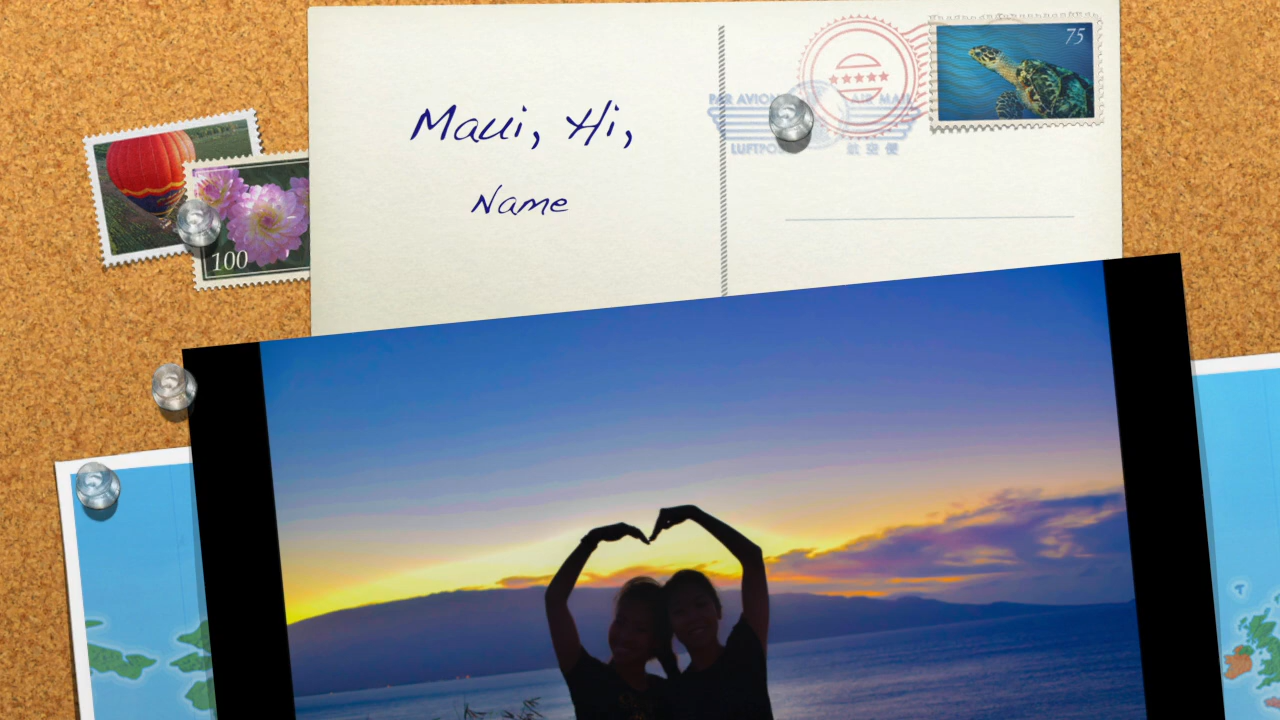 Maui, Hi,
Name
75
PAR AVION AIR MAIL
LUFTPOST 航空便
100